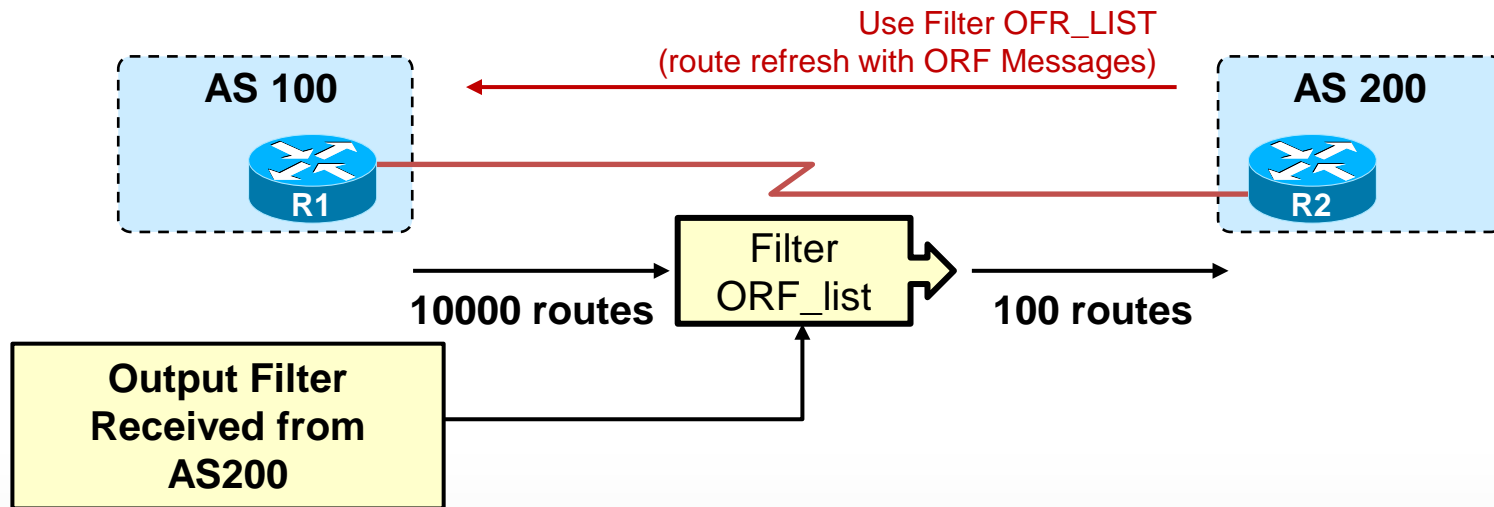 Use Filter OFR_LIST
(route refresh with ORF Messages)
AS 100
AS 200
R1
R2
Filter
ORF_list
10000 routes
100 routes
Output Filter
Received from
AS200